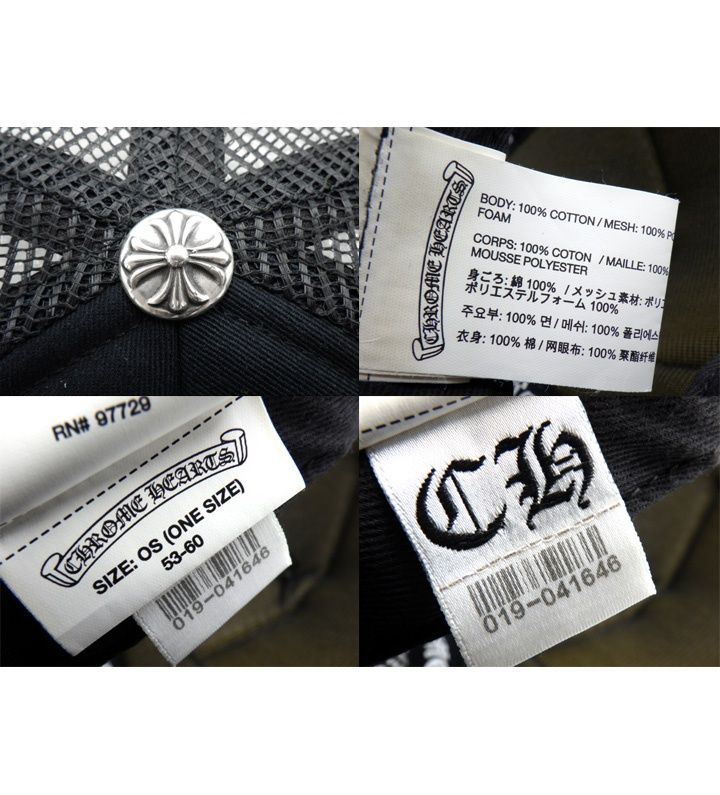 CHROME HEARTS
BODY: 100% COTTON / MESH: 100%
FOAM
CORPS: 100% COTON / MAILLE: 100%
MOUSSE POLYESTER
身ごろ: 綿 100% / メッシュ素材: ポリエ
ポリエステルフォーム 100%
주요부: 100% 면 / 메쉬: 100% 폴리에스
衣身: 100% 棉 / 网眼布: 100% 聚酯纤维
RN# 97729
CHROME HEARTS
SIZE: OS (ONE SIZE)
53-60
019-041646
CH
019-041646